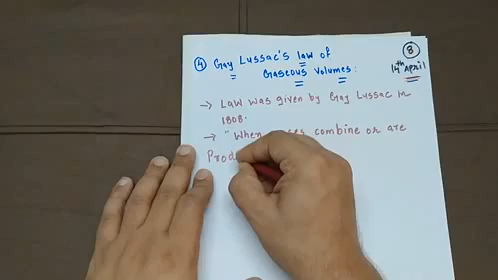 ④ Gay Lussac's law of
Gaseous Volumes:
8
14th April
→ Law was given by Gay Lussac in
1808.
→ " When combine or are
Prod